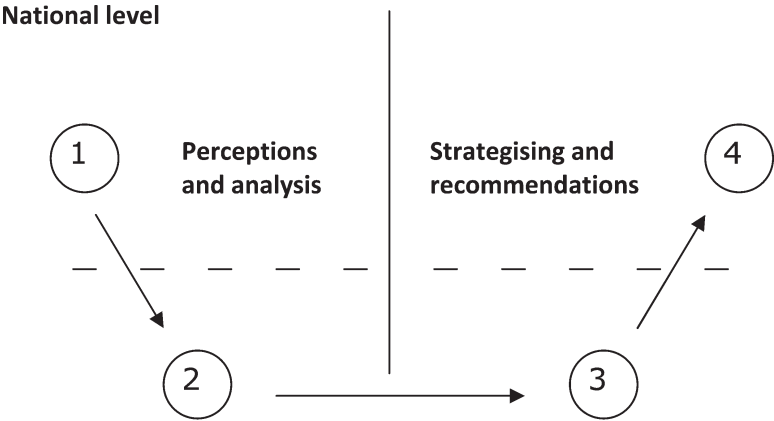 National level
1
Perceptions
and analysis
Strategising and
recommendations
4
2
3